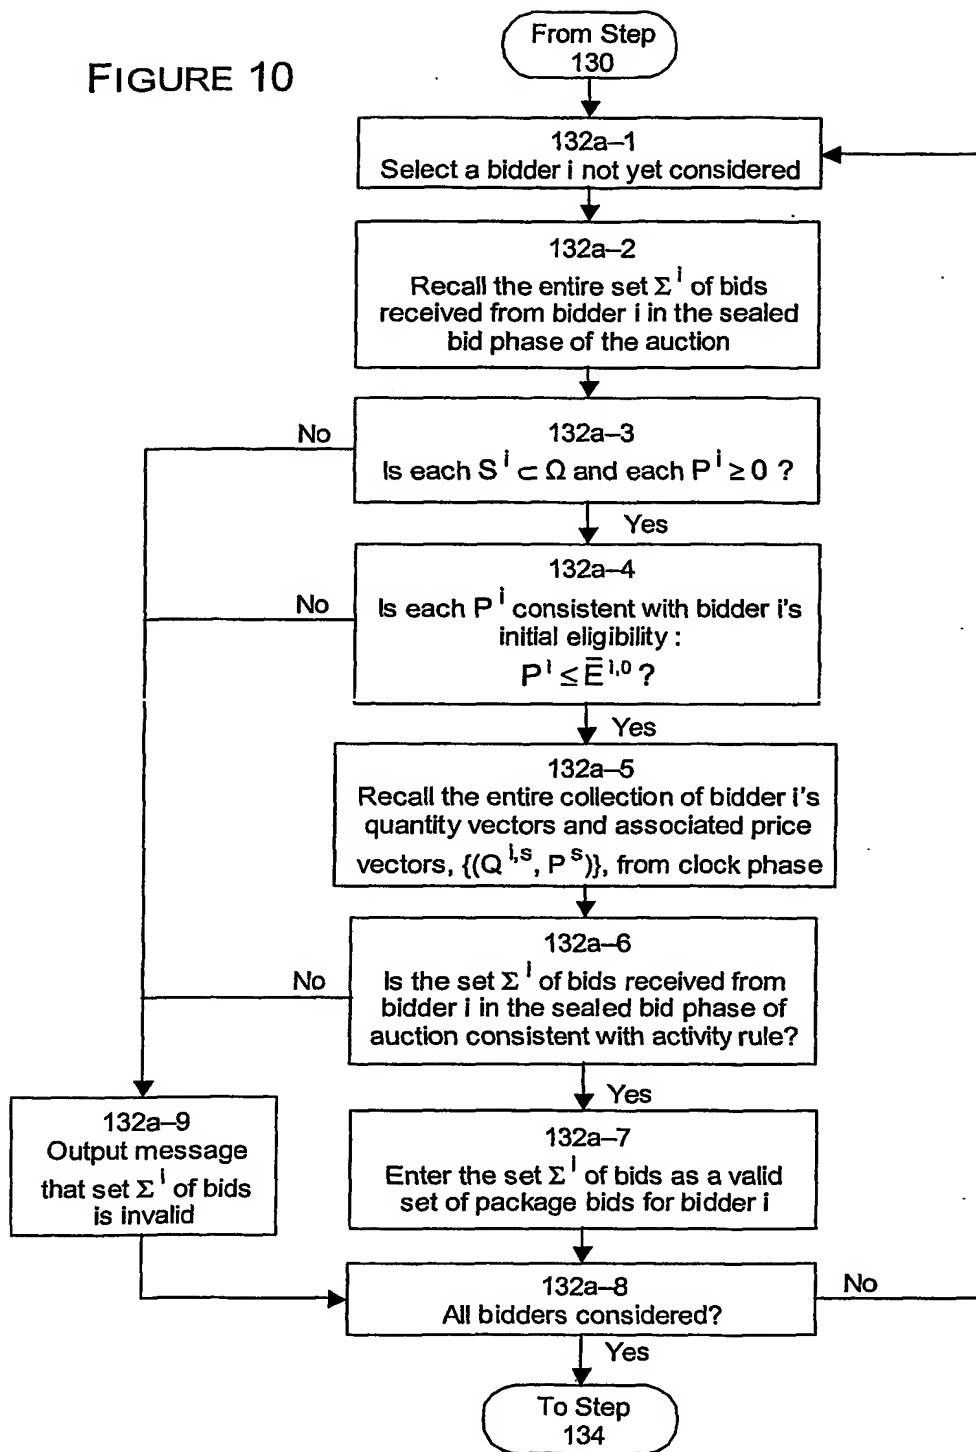 FIGURE 10
From Step
130
132a–1
Select a bidder i not yet considered
132a–2
Recall the entire set Σ^i of bids
received from bidder i in the sealed
bid phase of the auction
No
132a–3
Is each S^i ⊂ Ω and each P^i ≥ 0 ?
Yes
No
132a–4
Is each P^i consistent with bidder i's
initial eligibility :
P^i ≤ Ē^i,0 ?
Yes
132a–5
Recall the entire collection of bidder i's
quantity vectors and associated price
vectors, {(Q^i,s, P^s)}, from clock phase
No
132a–6
Is the set Σ^i of bids received from
bidder i in the sealed bid phase of
auction consistent with activity rule?
Yes
132a–9
Output message
that set Σ^i of bids
is invalid
132a–7
Enter the set Σ^i of bids as a valid
set of package bids for bidder i
132a–8
All bidders considered?
No
Yes
To Step
134